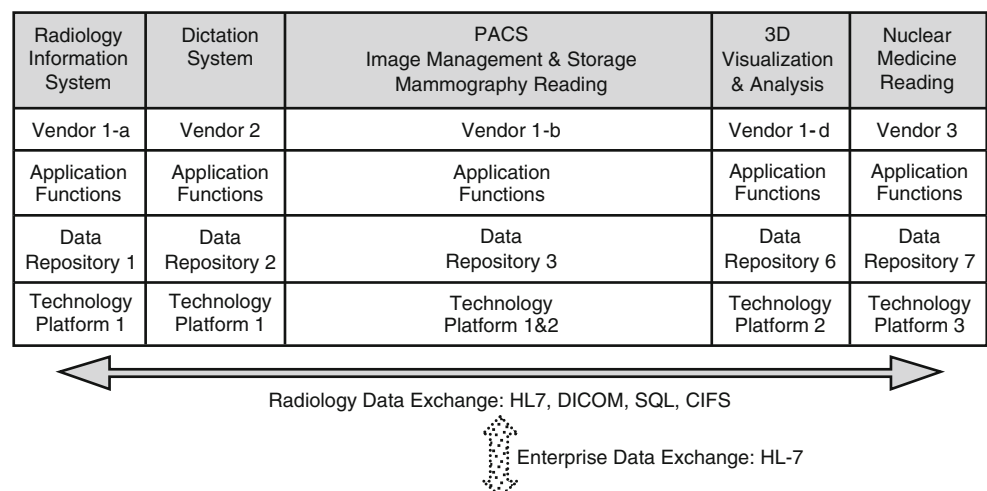 Radiology
Information
System
Dictation
System
PACS
Image Management & Storage
Mammography Reading
3D
Visualization
& Analysis
Nuclear
Medicine
Reading
Vendor 1-a
Vendor 2
Vendor 1-b
Vendor 1-d
Vendor 3
Application
Functions
Application
Functions
Application
Functions
Application
Functions
Application
Functions
Data
Repository 1
Data
Repository 2
Data
Repository 3
Data
Repository 6
Data
Repository 7
Technology
Platform 1
Technology
Platform 1
Technology
Platform 1&2
Technology
Platform 2
Technology
Platform 3
Radiology Data Exchange: HL7, DICOM, SQL, CIFS
Enterprise Data Exchange: HL-7